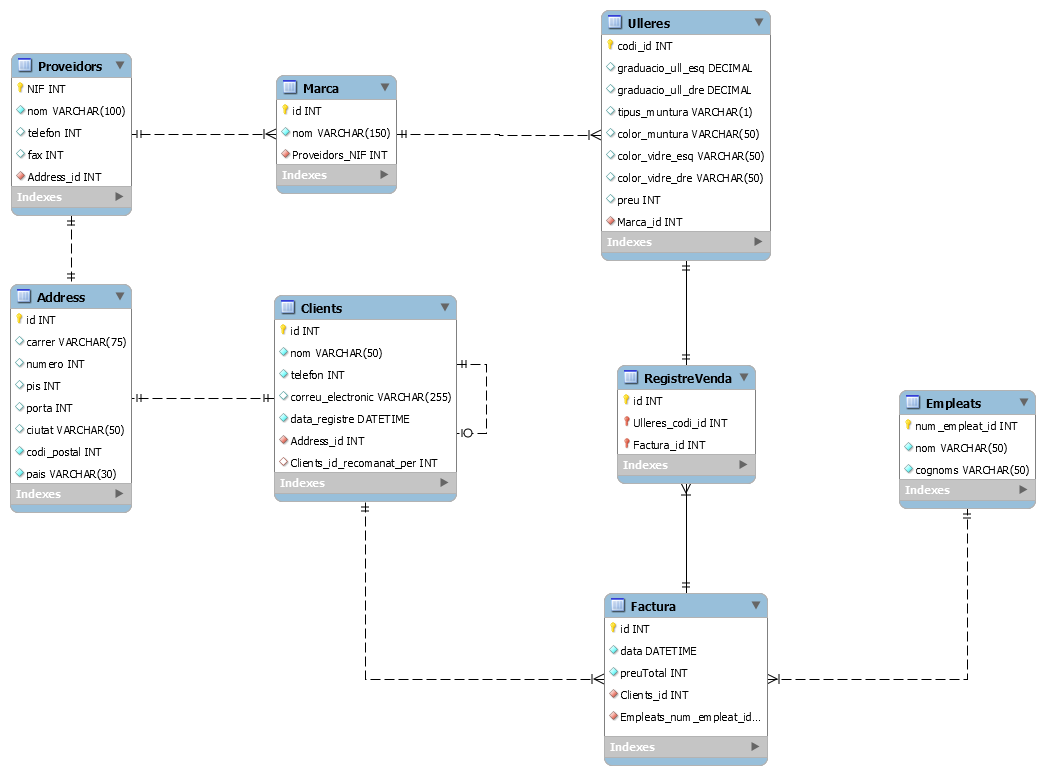 Proveidors
NIF INT
nom VARCHAR(100)
telefon INT
fax INT
Address_id INT
Indexes
Marca
id INT
nom VARCHAR(150)
Proveidors_NIF INT
Indexes
Ulleres
codi_id INT
graduacio_ull_esq DECIMAL
graduacio_ull_dre DECIMAL
tipus_muntura VARCHAR(1)
color_muntura VARCHAR(50)
color_vidre_esq VARCHAR(50)
color_vidre_dre VARCHAR(50)
preu INT
Marca_id INT
Indexes
Address
id INT
carrer VARCHAR(75)
numero INT
pis INT
porta INT
ciutat VARCHAR(50)
codi_postal INT
pais VARCHAR(30)
Indexes
Clients
id INT
nom VARCHAR(50)
telefon INT
correu_electronic VARCHAR(255)
data_registre DATETIME
Address_id INT
Clients_id_recomanat_per INT
Indexes
RegistreVenda
id INT
Ulleres_codi_id INT
Factura_id INT
Indexes
Empleats
num_empleat_id INT
nom VARCHAR(50)
cognoms VARCHAR(50)
Indexes
Factura
id INT
data DATETIME
preuTotal INT
Clients_id INT
Empleats_num_empleat_id...
Indexes